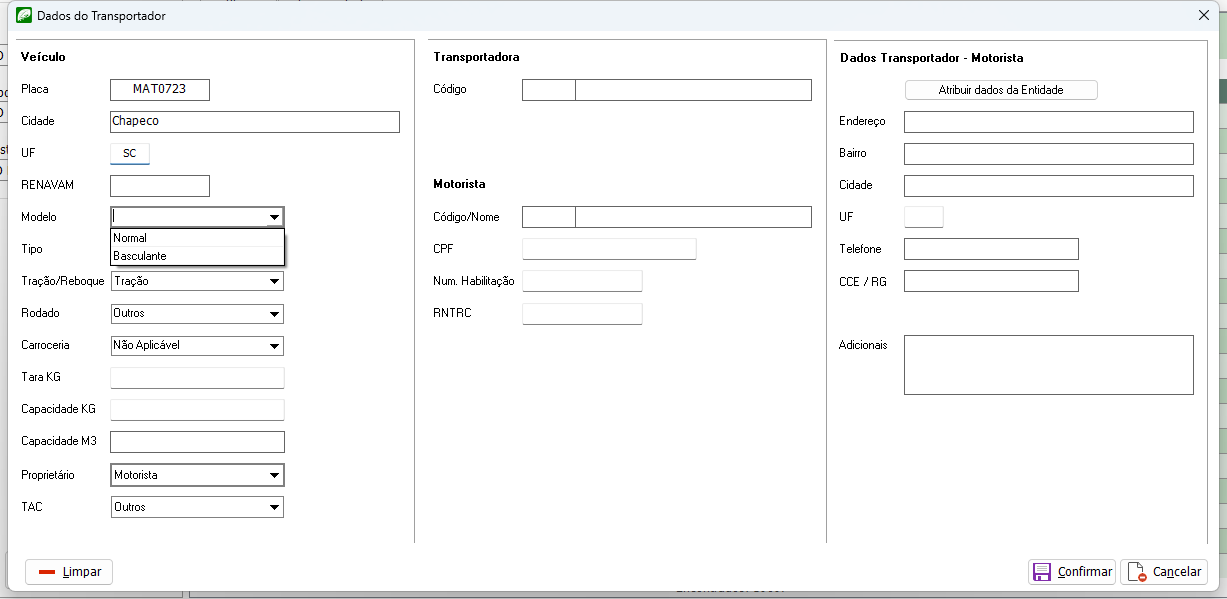 Dados do Transportador
Veículo
Placa MAT0723
Cidade Chapeco
UF SC
RENAVAM
Modelo
Normal
Basculante
Tipo
Tração/Reboque Tração
Rodado Outros
Carroceria Não Aplicável
Tara KG
Capacidade KG
Capacidade M3
Proprietário Motorista
TAC Outros
Transportadora
Código
Motorista
Código/Nome
CPF
Num. Habilitação
RNTRC
Dados Transportador - Motorista
Atribuir dados da Entidade
Endereço
Bairro
Cidade
UF
Telefone
CCE / RG
Adicionais
Limpar
Confirmar
Cancelar